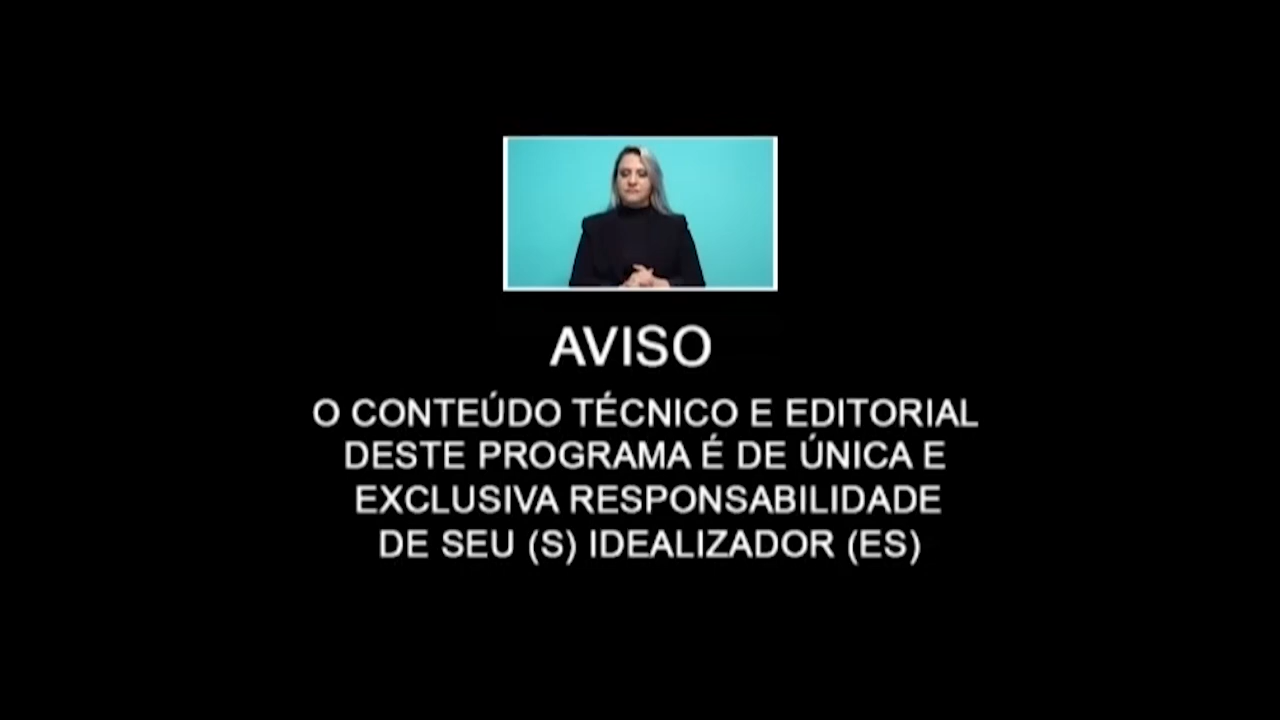 AVISO
O CONTEÚDO TÉCNICO E EDITORIAL
DESTE PROGRAMA É DE ÚNICA E
EXCLUSIVA RESPONSABILIDADE
DE SEU (S) IDEALIZADOR (ES)